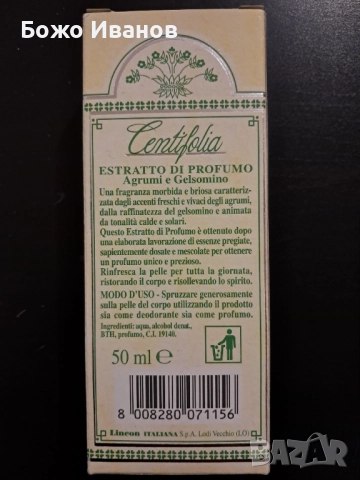 Божо Иванов
Centifolia
ESTRATTO DI PROFUMO
Agrumi e Gelsomino
Una fragranza morbida e briosa caratteriz-
zata dagli accenti freschi e vivaci degli agrumi,
dalla raffinatezza del gelsomino e animata
da tonalità calde e solari.
Questo Estratto di Profumo è ottenuto dopo
una elaborata lavorazione di essenze pregiate,
sapientemente dosate e mescolate per ottenere
un profumo unico e prezioso.
Rinfresca la pelle per tutta la giornata,
ristorando il corpo e risollevando lo spirito.
MODO D'USO - Spruzzare generosamente
sulla pelle del corpo utilizzando il prodotto
sia come deodorante sia come profumo.
Ingredienti: aqua, alcohol denat.,
BTH, profumo, C.I. 19140.
50 ml e
8 008280 071156
Lincon ITALIANA S.p.A. Lodi Vecchio (LO)
BAZAR
bg